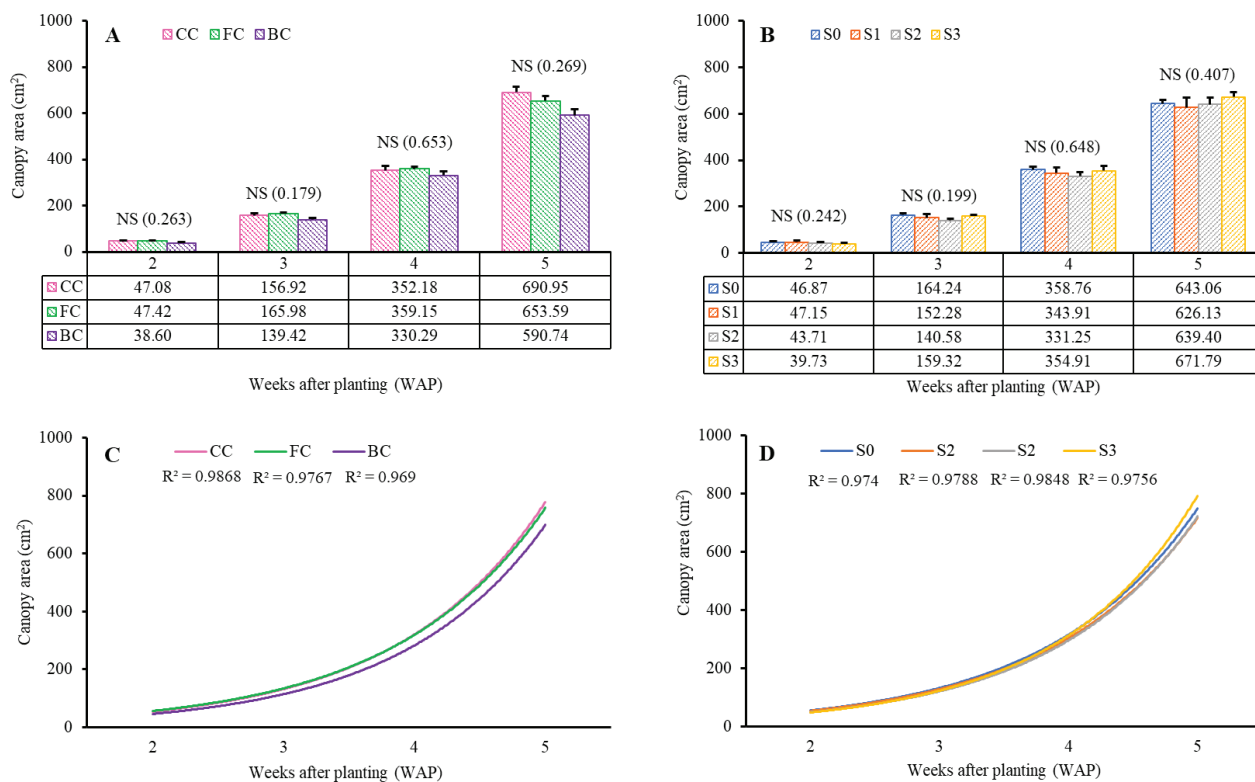 A
CC FC BC
Canopy area (cm²)
1000
800
600
400
200
0
NS (0.263)
NS (0.179)
NS (0.653)
NS (0.269)
2 3 4 5
CC 47.08 156.92 352.18 690.95
FC 47.42 165.98 359.15 653.59
BC 38.60 139.42 330.29 590.74
Weeks after planting (WAP)
B
S0 S1 S2 S3
Canopy area (cm²)
1000
800
600
400
200
0
NS (0.242)
NS (0.199)
NS (0.648)
NS (0.407)
2 3 4 5
S0 46.87 164.24 358.76 643.06
S1 47.15 152.28 343.91 626.13
S2 43.71 140.58 331.25 639.40
S3 39.73 159.32 354.91 671.79
Weeks after planting (WAP)
C
CC FC BC
R² = 0.9868 R² = 0.9767 R² = 0.969
Canopy area (cm²)
1000
800
600
400
200
0
2 3 4 5
Weeks after planting (WAP)
D
S0 S2 S2 S3
R² = 0.974 R² = 0.9788 R² = 0.9848 R² = 0.9756
Canopy area (cm²)
1000
800
600
400
200
0
2 3 4 5
Weeks after planting (WAP)